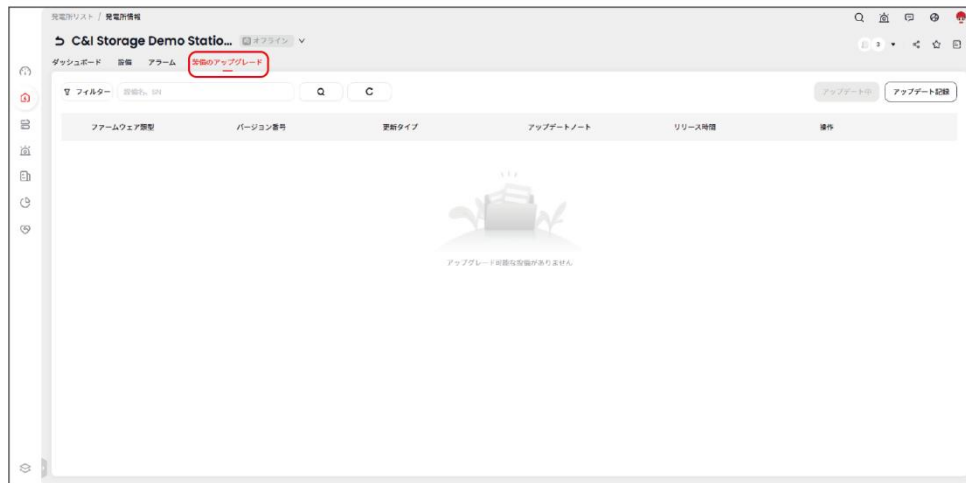 発電所リスト / 発電所情報
C&I Storage Demo Statio... オフライン
3
ダッシュボード 設備 アラーム 設備のアップグレード
フィルター 設備名, SN アップデート中 アップデート記録
ファームウェア類型 バージョン番号 更新タイプ アップデートノート リリース時間 操作
アップグレード可能な設備がありません